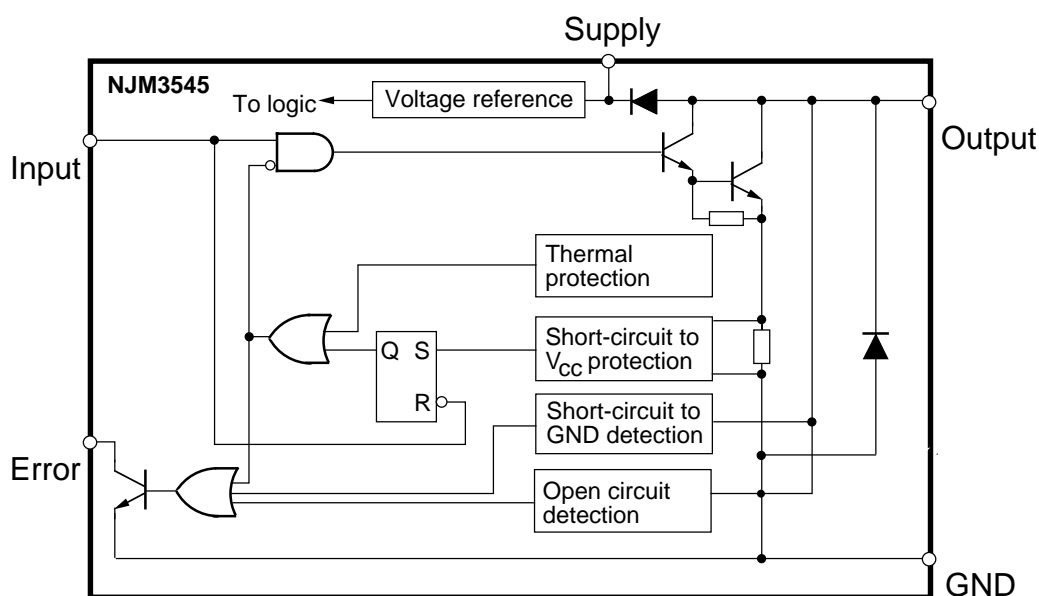 Supply
NJM3545
To logic
Voltage reference
Input
Output
Thermal
protection
Q S
R
Short-circuit to
VCC protection
Short-circuit to
GND detection
Error
Open circuit
detection
GND